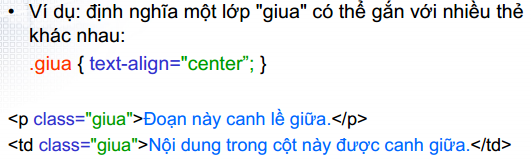 • Ví dụ: định nghĩa một lớp "giua" có thể gắn với nhiều thẻ
khác nhau:
.giua { text-align="center”; }
<p class="giua">Đoạn này canh lề giữa.</p>
<td class="giua">Nội dung trong cột này được canh giữa.</td>